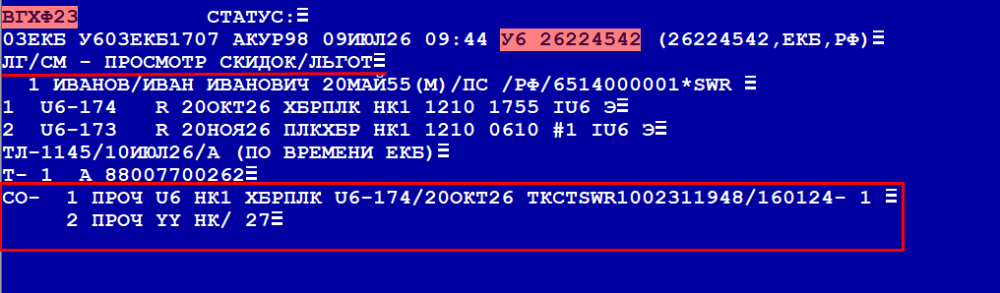 ВГХФ23 СТАТУС:
03ЕКБ У603ЕКБ1707 АКУР98 09ИЮЛ26 09:44 У6 26224542 (26224542,ЕКБ,РФ)
ЛГ/СМ - ПРОСМОТР СКИДОК/ЛЬГОТ
1 ИВАНОВ/ИВАН ИВАНОВИЧ 20МАЙ55(М)/ПС /РФ/6514000001*SWR
1 U6-174 R 20ОКТ26 ХБРПЛК НК1 1210 1755 IU6 Э
2 U6-173 R 20НОЯ26 ПЛКХБР НК1 1210 0610 #1 IU6 Э
ТЛ-1145/10ИЮЛ26/А (ПО ВРЕМЕНИ ЕКБ)
Т- 1 А 88007700262
СО- 1 ПРОЧ U6 НК1 ХБРПЛК U6-174/20ОКТ26 ТКСТSWR1002311948/160124- 1
2 ПРОЧ YY НК/ 27